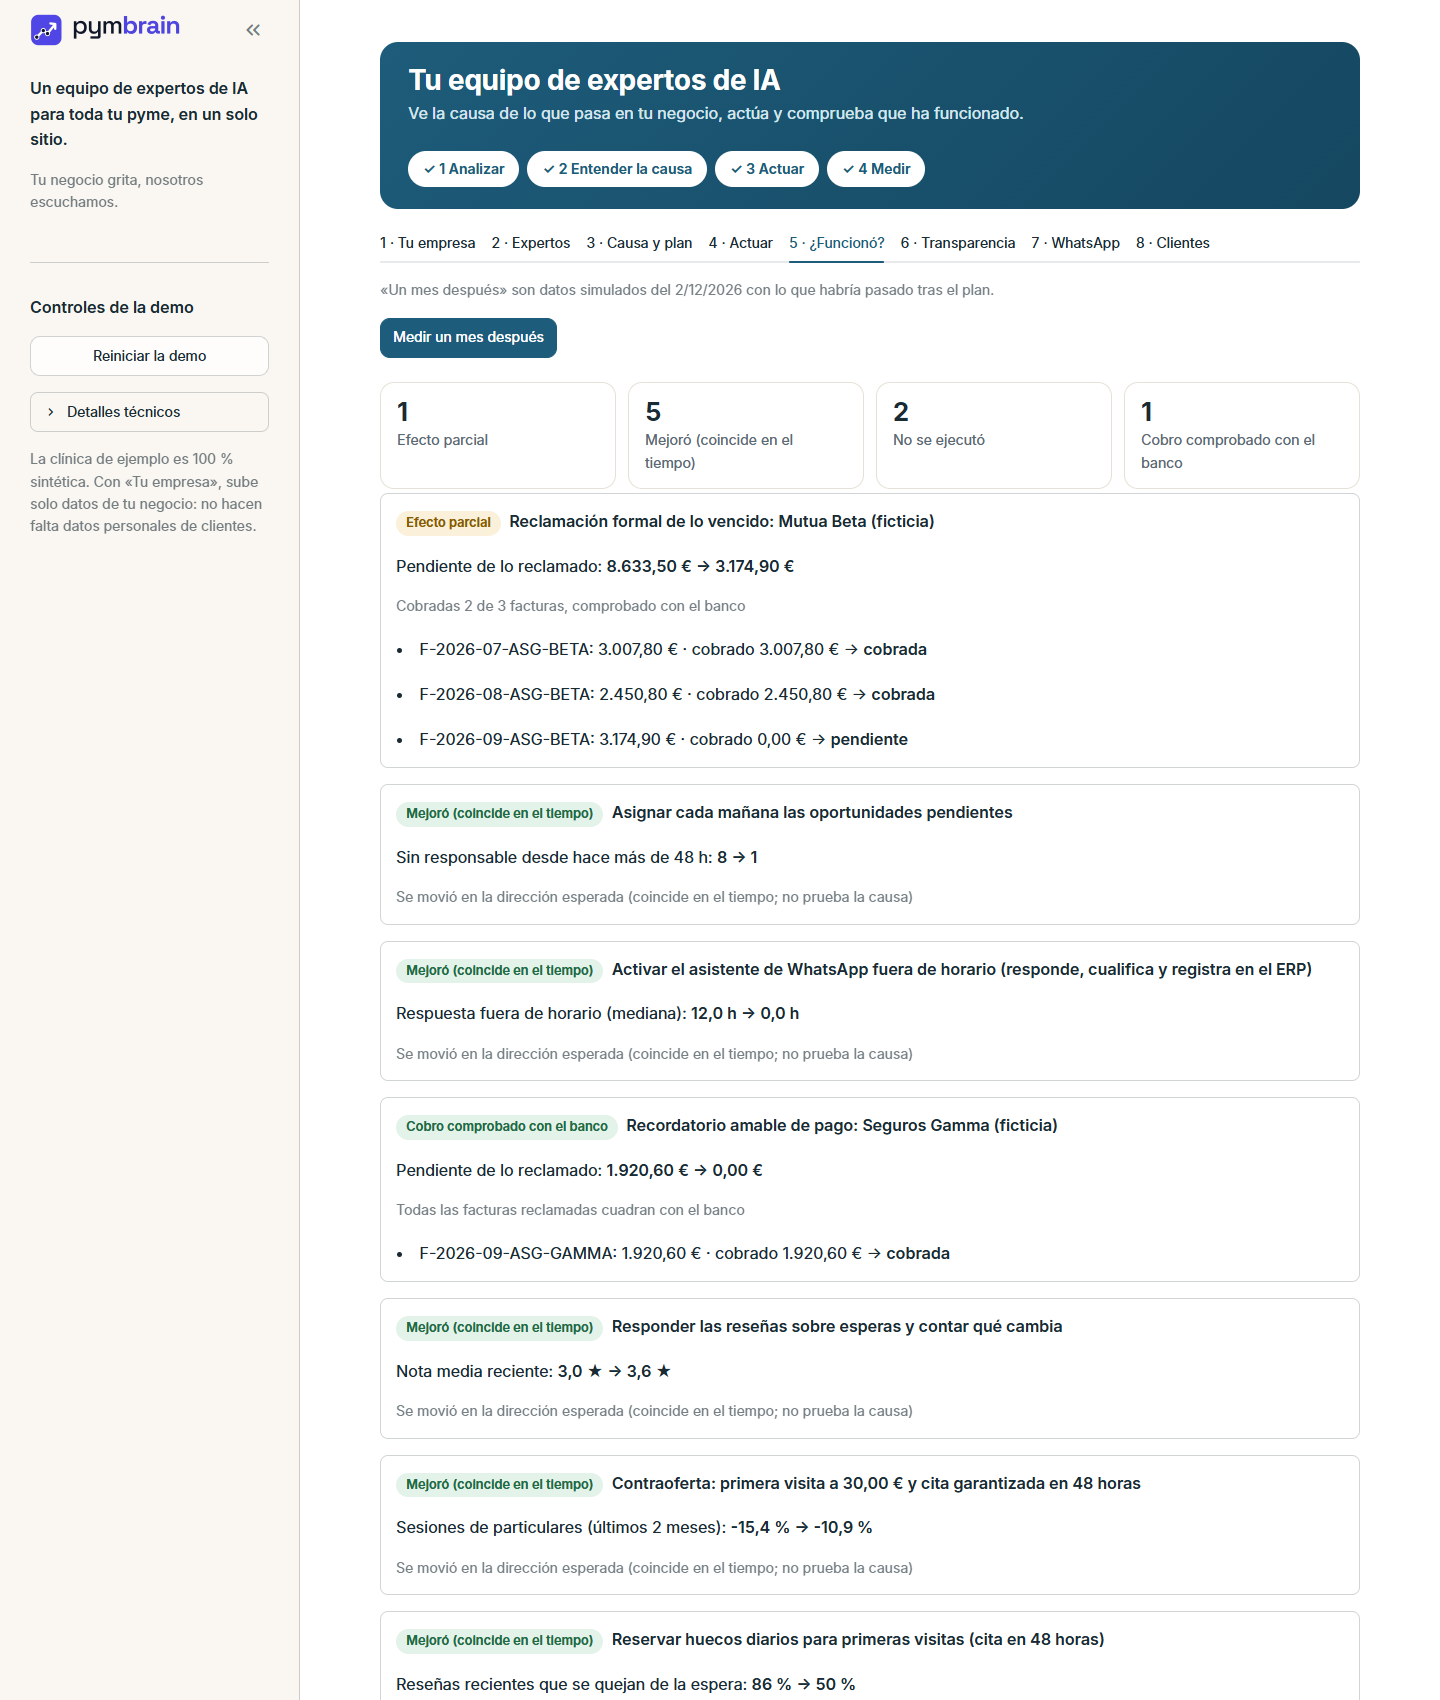 pymbrain
Un equipo de expertos de IA
para toda tu pyme, en un solo
sitio.
Tu negocio grita, nosotros
escuchamos.
Controles de la demo
Reiniciar la demo
Detalles técnicos
La clínica de ejemplo es 100 %
sintética. Con «Tu empresa», sube
solo datos de tu negocio: no hacen
falta datos personales de clientes.
Tu equipo de expertos de IA
Ve la causa de lo que pasa en tu negocio, actúa y comprueba que ha funcionado.
✓ 1 Analizar ✓ 2 Entender la causa ✓ 3 Actuar ✓ 4 Medir
1 · Tu empresa 2 · Expertos 3 · Causa y plan 4 · Actuar 5 · ¿Funcionó? 6 · Transparencia 7 · WhatsApp 8 · Clientes
«Un mes después» son datos simulados del 2/12/2026 con lo que habría pasado tras el plan.
Medir un mes después
1
Efecto parcial
5
Mejoró (coincide en el
tiempo)
2
No se ejecutó
1
Cobro comprobado con el
banco
Efecto parcial Reclamación formal de lo vencido: Mutua Beta (ficticia)
Pendiente de lo reclamado: 8.633,50 € → 3.174,90 €
Cobradas 2 de 3 facturas, comprobado con el banco
• F-2026-07-ASG-BETA: 3.007,80 € · cobrado 3.007,80 € → cobrada
• F-2026-08-ASG-BETA: 2.450,80 € · cobrado 2.450,80 € → cobrada
• F-2026-09-ASG-BETA: 3.174,90 € · cobrado 0,00 € → pendiente
Mejoró (coincide en el tiempo) Asignar cada mañana las oportunidades pendientes
Sin responsable desde hace más de 48 h: 8 → 1
Se movió en la dirección esperada (coincide en el tiempo; no prueba la causa)
Mejoró (coincide en el tiempo) Activar el asistente de WhatsApp fuera de horario (responde, cualifica y registra en el ERP)
Respuesta fuera de horario (mediana): 12,0 h → 0,0 h
Se movió en la dirección esperada (coincide en el tiempo; no prueba la causa)
Cobro comprobado con el banco Recordatorio amable de pago: Seguros Gamma (ficticia)
Pendiente de lo reclamado: 1.920,60 € → 0,00 €
Todas las facturas reclamadas cuadran con el banco
• F-2026-09-ASG-GAMMA: 1.920,60 € · cobrado 1.920,60 € → cobrada
Mejoró (coincide en el tiempo) Responder las reseñas sobre esperas y contar qué cambia
Nota media reciente: 3,0 ★ → 3,6 ★
Se movió en la dirección esperada (coincide en el tiempo; no prueba la causa)
Mejoró (coincide en el tiempo) Contraoferta: primera visita a 30,00 € y cita garantizada en 48 horas
Sesiones de particulares (últimos 2 meses): -15,4 % → -10,9 %
Se movió en la dirección esperada (coincide en el tiempo; no prueba la causa)
Mejoró (coincide en el tiempo) Reservar huecos diarios para primeras visitas (cita en 48 horas)
Reseñas recientes que se quejan de la espera: 86 % → 50 %